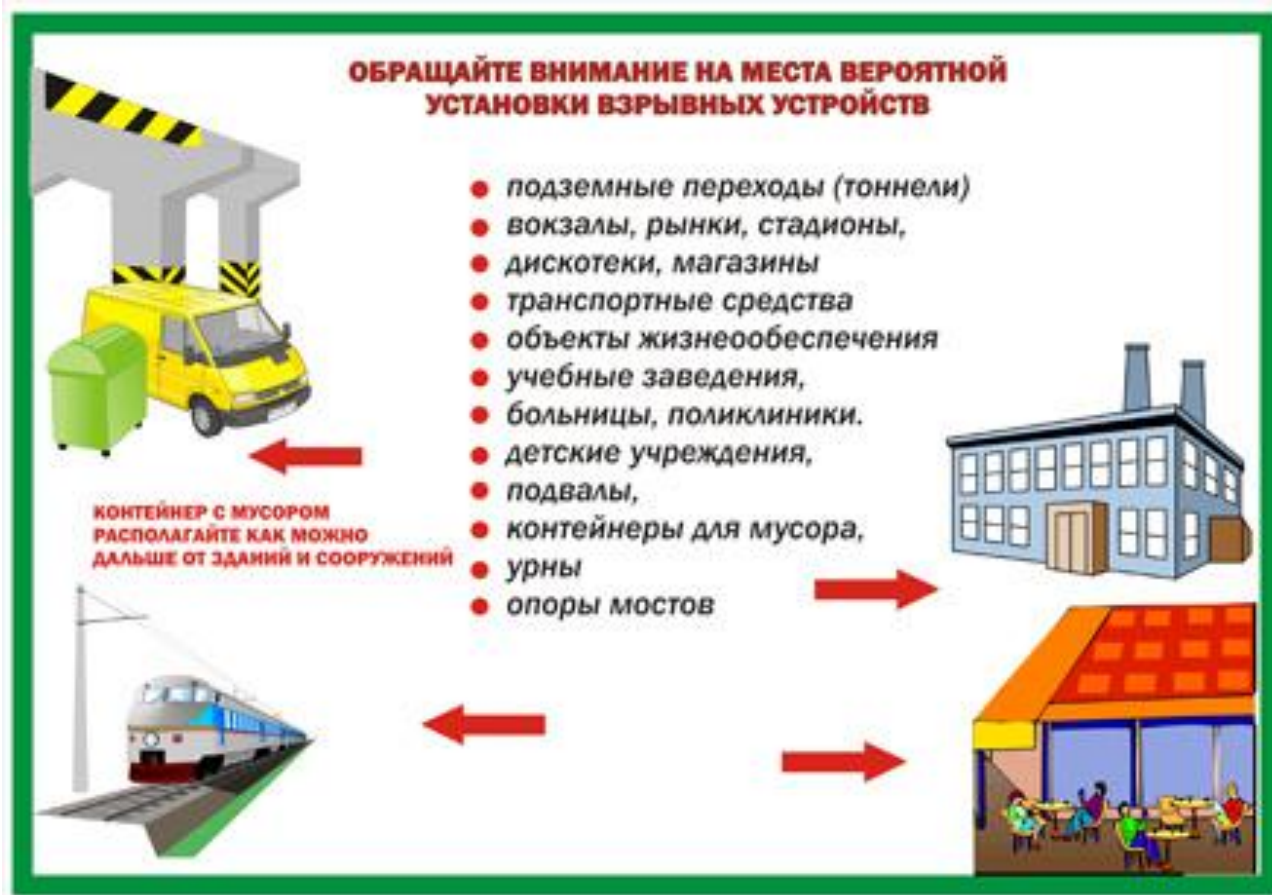 ОБРАЩАЙТЕ ВНИМАНИЕ НА МЕСТА ВЕРОЯТНОЙ
УСТАНОВКИ ВЗРЫВНЫХ УСТРОЙСТВ
подземные переходы (тоннели)
вокзалы, рынки, стадионы,
дискотеки, магазины
транспортные средства
объекты жизнеообеспечения
учебные заведения,
больницы, поликлиники.
детские учреждения,
подвалы,
контейнеры для мусора,
урны
опоры мостов
КОНТЕЙНЕР С МУСОРОМ
РАСПОЛАГАЙТЕ КАК МОЖНО
ДАЛЬШЕ ОТ ЗДАНИЙ И СООРУЖЕНИЙ